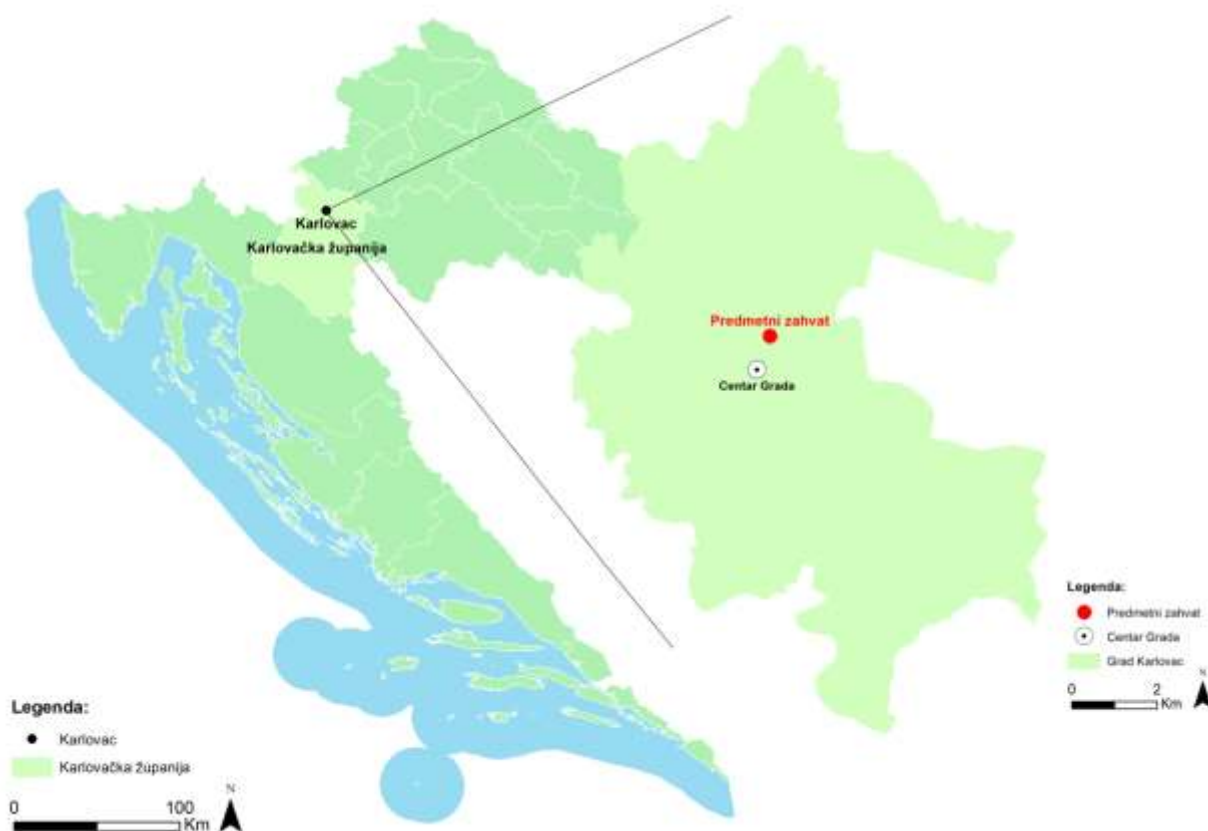 Karlovac
Karlovačka županija
Predmetni zahvat
Centar Grada
Legenda:
Karlovac
Karlovačka županija
0 100
Km
N
Legenda:
Predmetni zahvat
Centar Grada
Grad Karlovac
0 2
Km
N